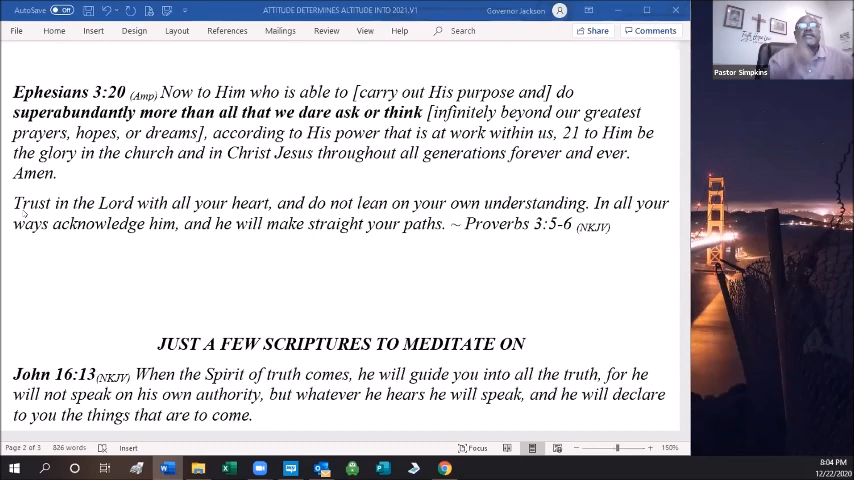 AutoSave Off
ATTITUDE DETERMINES ALTITUDE INTO 2021.V1
Governor Jackson
File Home Insert Draw Design Layout References Mailings Review View Search Share Comments
Pastor Simpkins
Ephesians 3:20 (Amp) Now to Him who is able to [carry out His purpose and] do
superabundantly more than all that we dare ask or think [infinitely beyond our greatest
prayers, hopes, or dreams], according to His power that is at work within us, 21 to Him be
the glory in the church and in Christ Jesus throughout all generations forever and ever.
Amen.
Trust in the Lord with all your heart, and do not lean on your own understanding. In all your
ways acknowledge him, and he will make straight your paths. ~ Proverbs 3:5-6 (NKJV)
JUST A FEW SCRIPTURES TO MEDITATE ON
John 16:13(NKJV) When the Spirit of truth comes, he will guide you into all the truth, for he
will not speak on his own authority, but whatever he hears he will speak, and he will declare
to you the things that are to come.
Page 2 of 3 826 words Insert Focus 150%
8:04 PM
12/22/2020